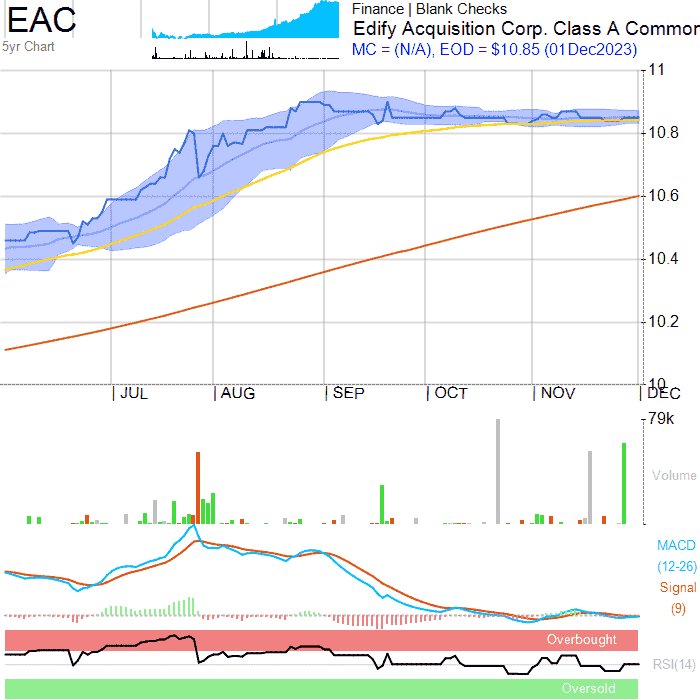 EAC
5yr Chart
Finance | Blank Checks
Edify Acquisition Corp. Class A Common
MC = (N/A), EOD = $10.85 (01Dec2023)
11
10.8
10.6
10.4
10.2
10
JUL
AUG
SEP
OCT
NOV
DEC
79k
Volume
MACD
(12-26)
Signal
(9)
Overbought
RSI(14)
Oversold